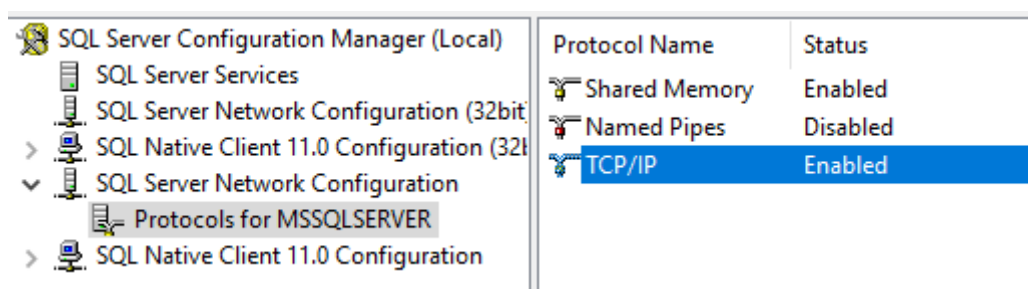 SQL Server Configuration Manager (Local)
SQL Server Services
SQL Server Network Configuration (32bit
SQL Native Client 11.0 Configuration (32
SQL Server Network Configuration
Protocols for MSSQLSERVER
SQL Native Client 11.0 Configuration
Protocol Name Status
Shared Memory Enabled
Named Pipes Disabled
TCP/IP Enabled